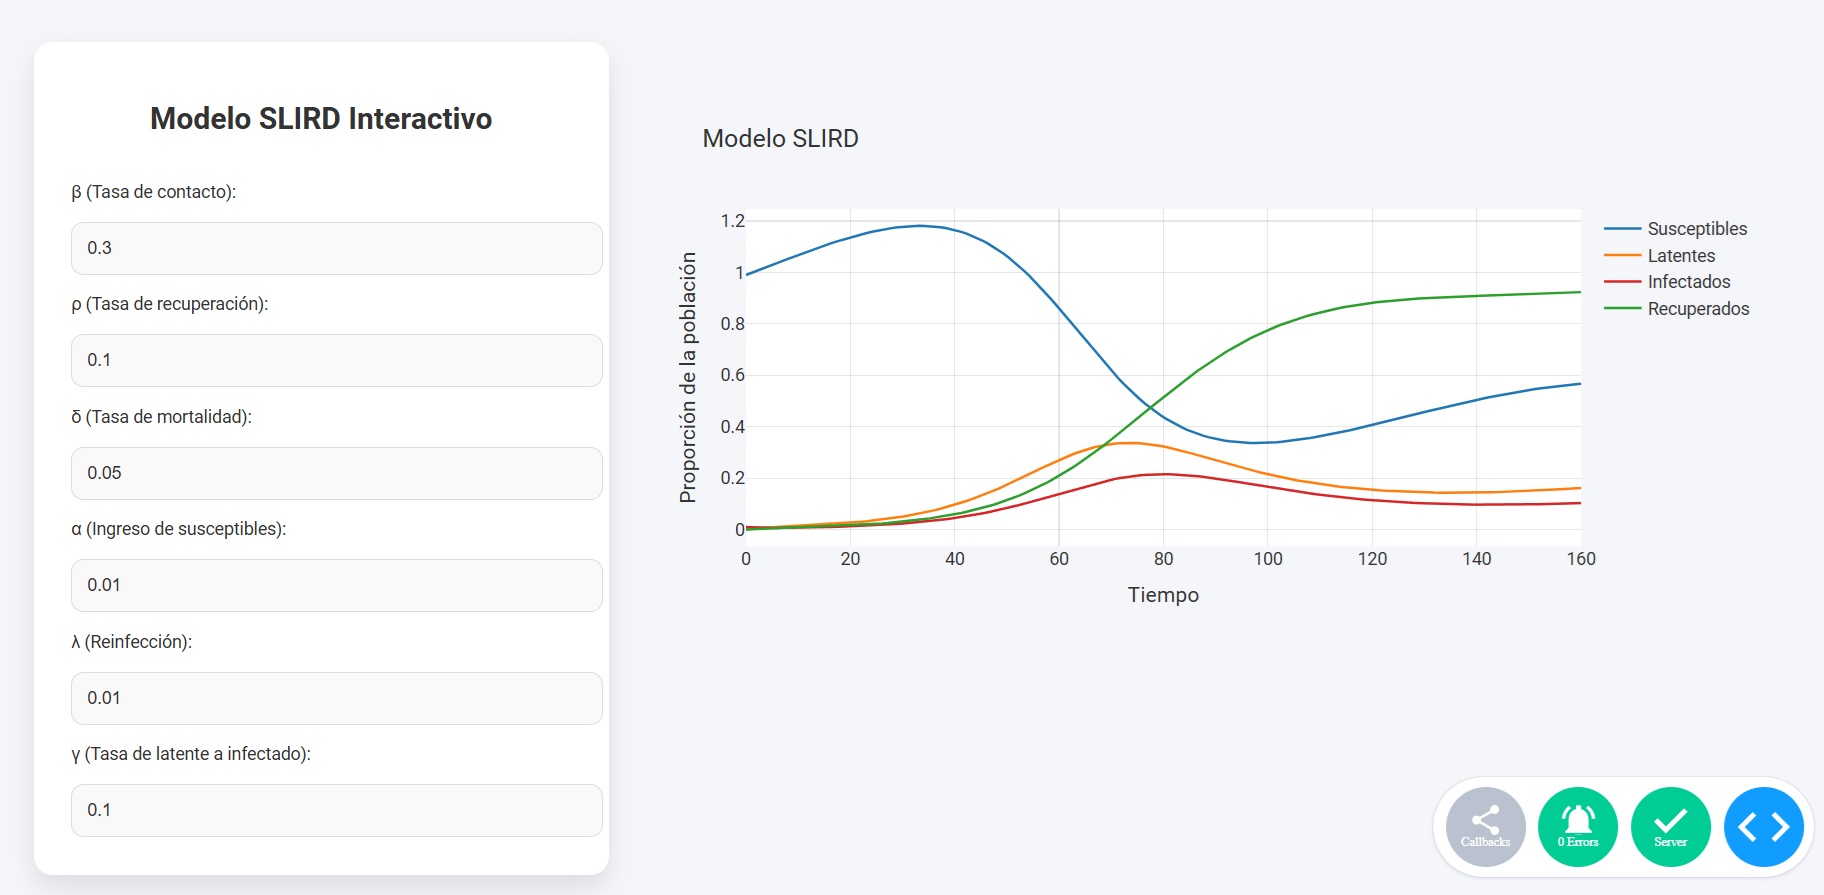 Modelo SLIRD Interactivo
β (Tasa de contacto):
0.3
ρ (Tasa de recuperación):
0.1
δ (Tasa de mortalidad):
0.05
α (Ingreso de susceptibles):
0.01
λ (Reinfección):
0.01
γ (Tasa de latente a infectado):
0.1
Modelo SLIRD
Proporción de la población
1.2
1
0.8
0.6
0.4
0.2
0
0 20 40 60 80 100 120 140 160
Tiempo
Susceptibles
Latentes
Infectados
Recuperados
Callbacks
0 Errors
Server